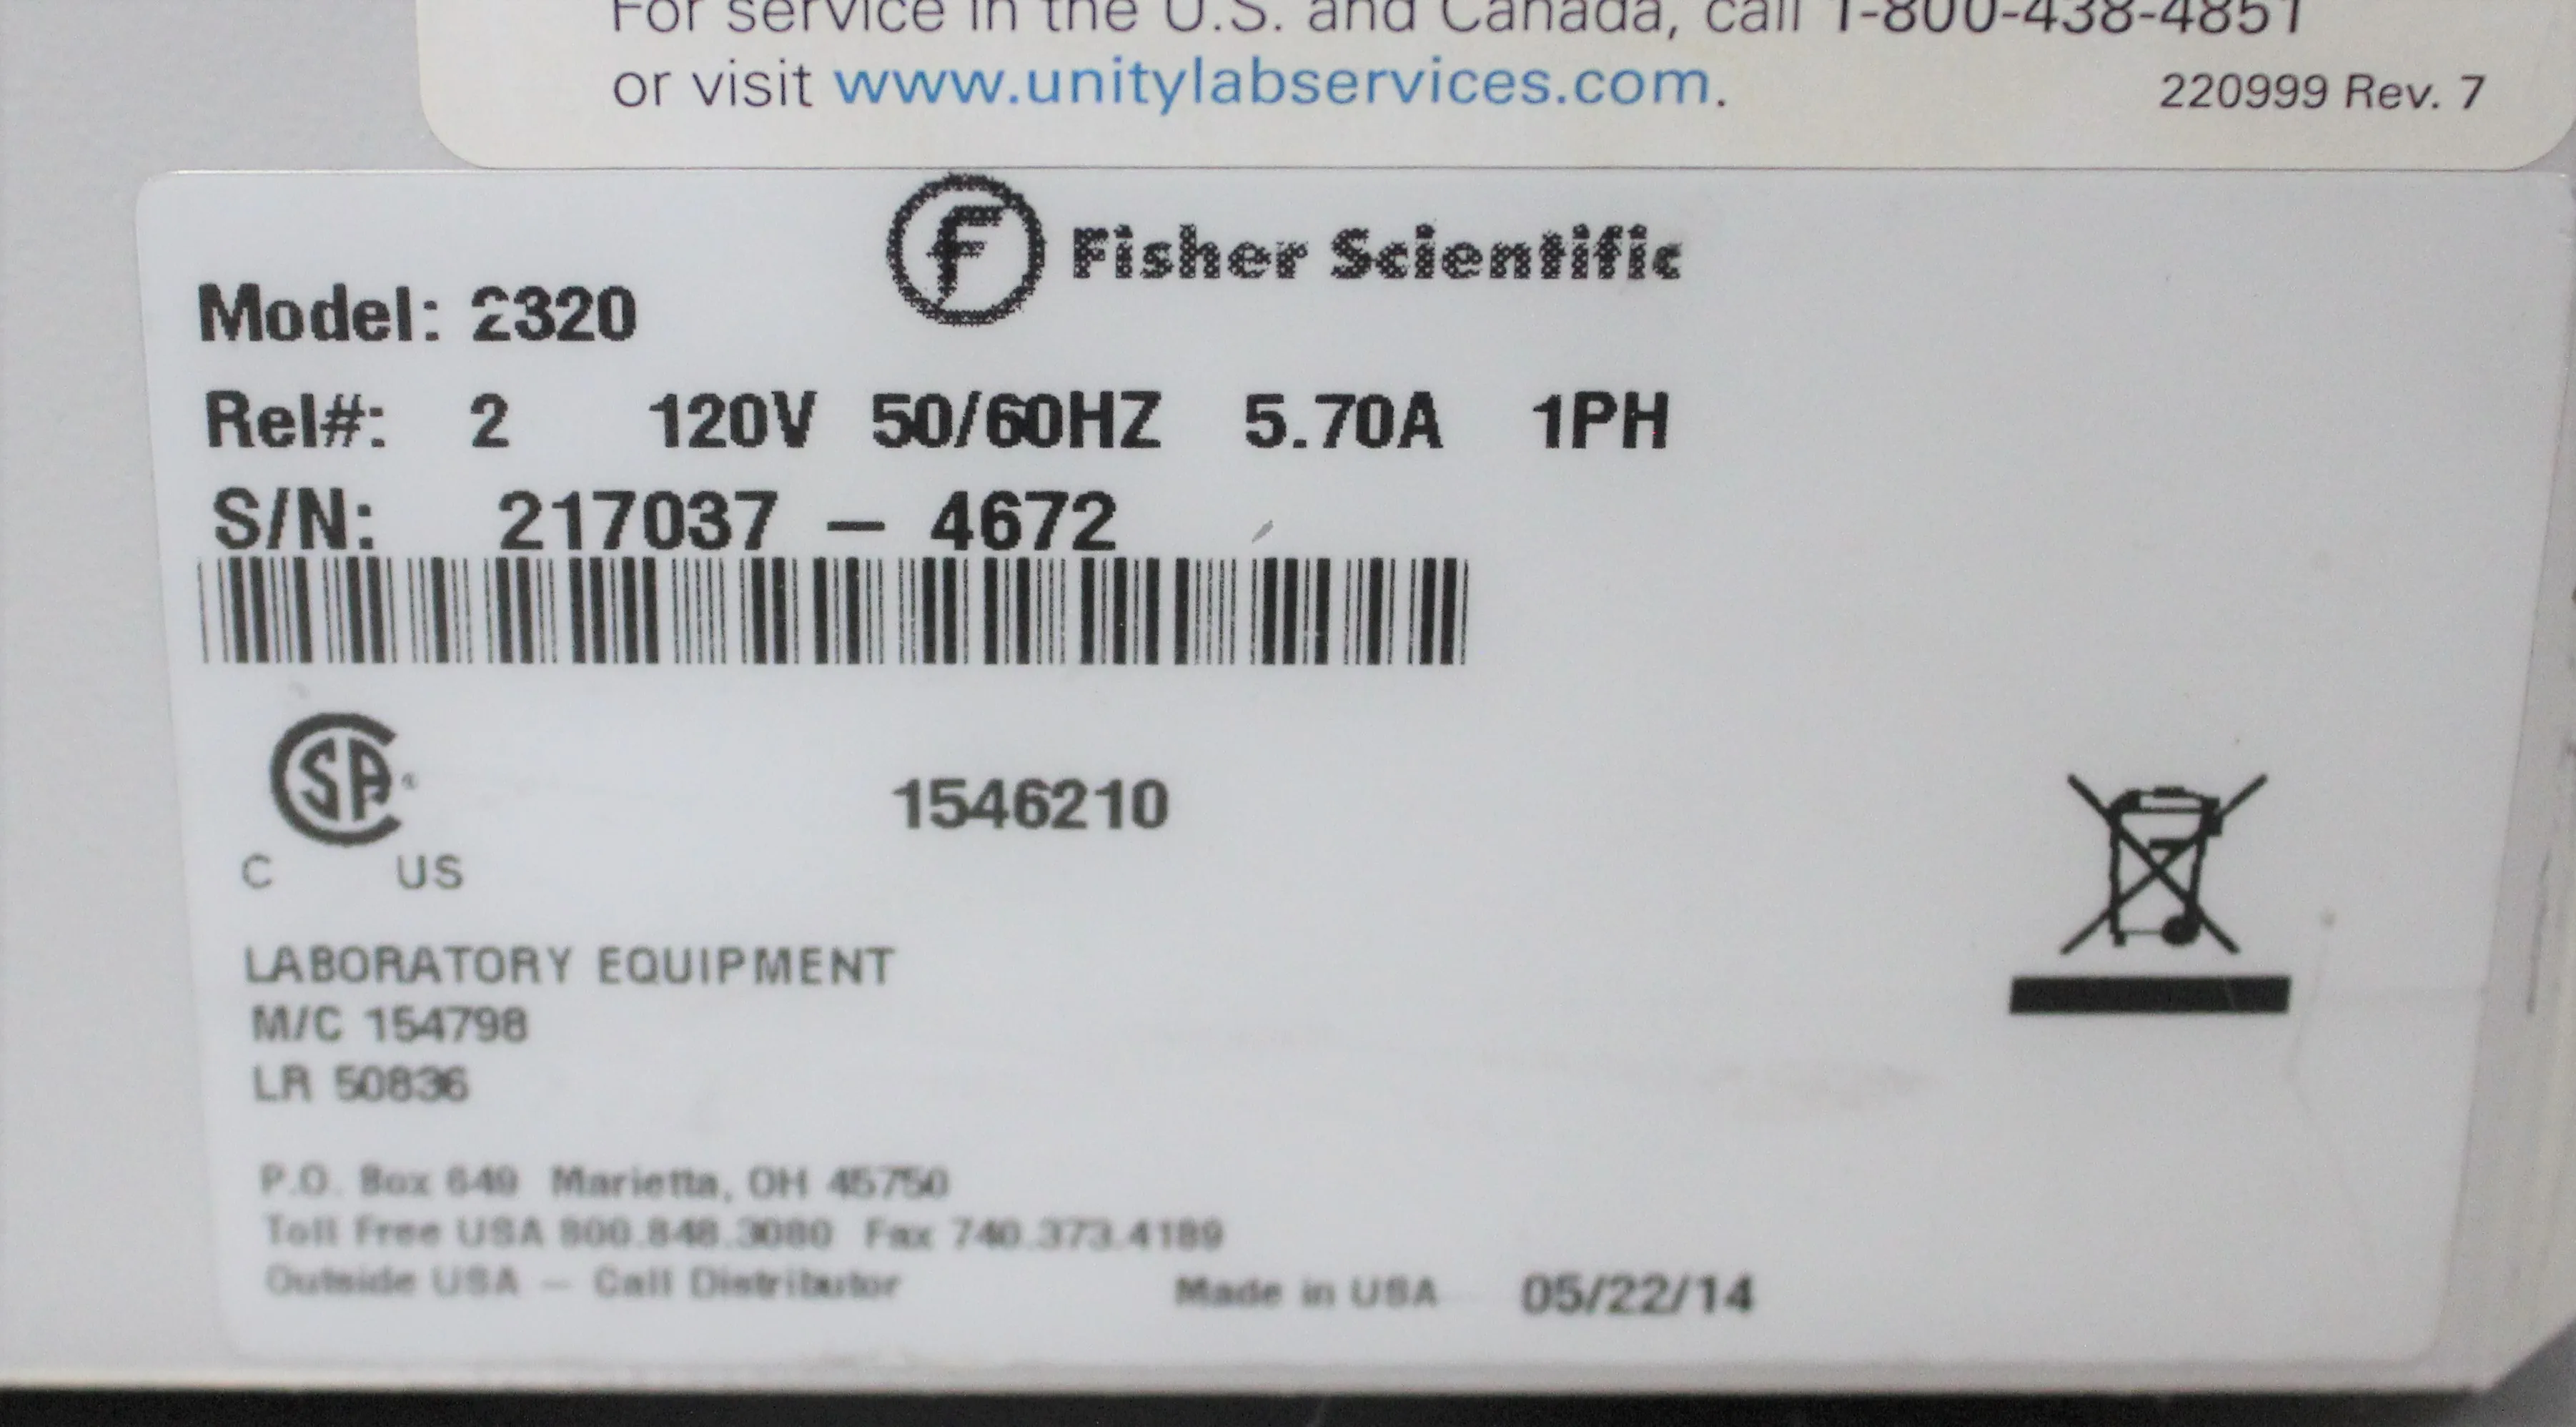 For service in the U.S. and Canada, call 1-800-438-4851
or visit www.unitylabservices.com.
220999 Rev. 7
F Fisher Scientific
Model: 2320
Rel#: 2 120V 50/60HZ 5.70A 1PH
S/N: 217037 – 4672
CSA
C US
1546210
LABORATORY EQUIPMENT
M/C 154798
LR 50836
P.O. Box 649 Marietta, OH 45750
Toll Free USA 800.848.3080 Fax 740.373.4189
Outside USA – Call Distributor
Made in USA 05/22/14